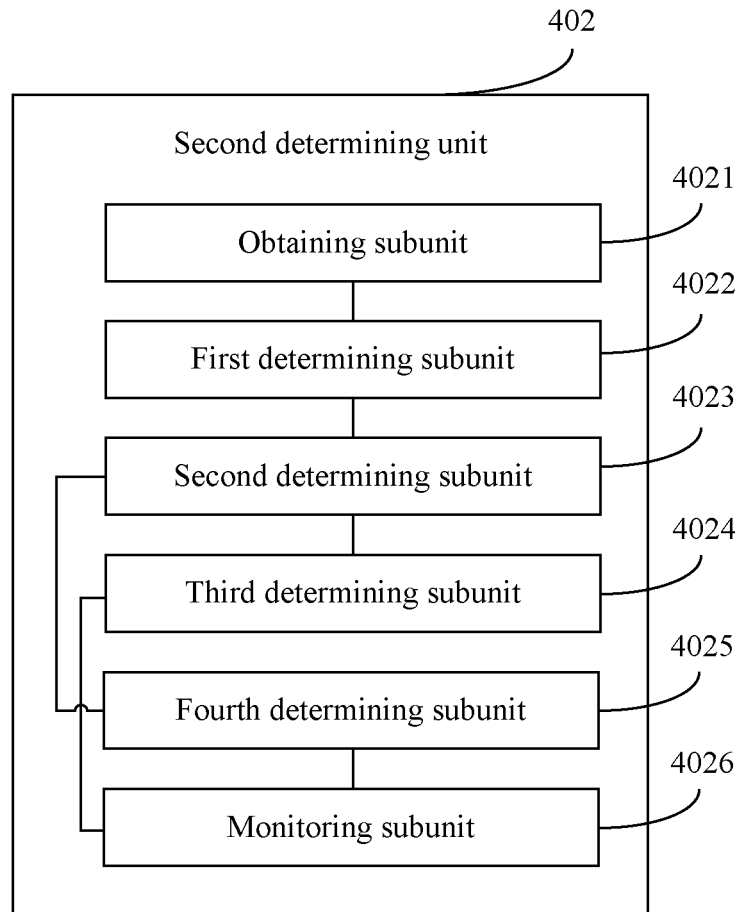 402
Second determining unit
4021
Obtaining subunit
4022
First determining subunit
4023
Second determining subunit
4024
Third determining subunit
4025
Fourth determining subunit
4026
Monitoring subunit